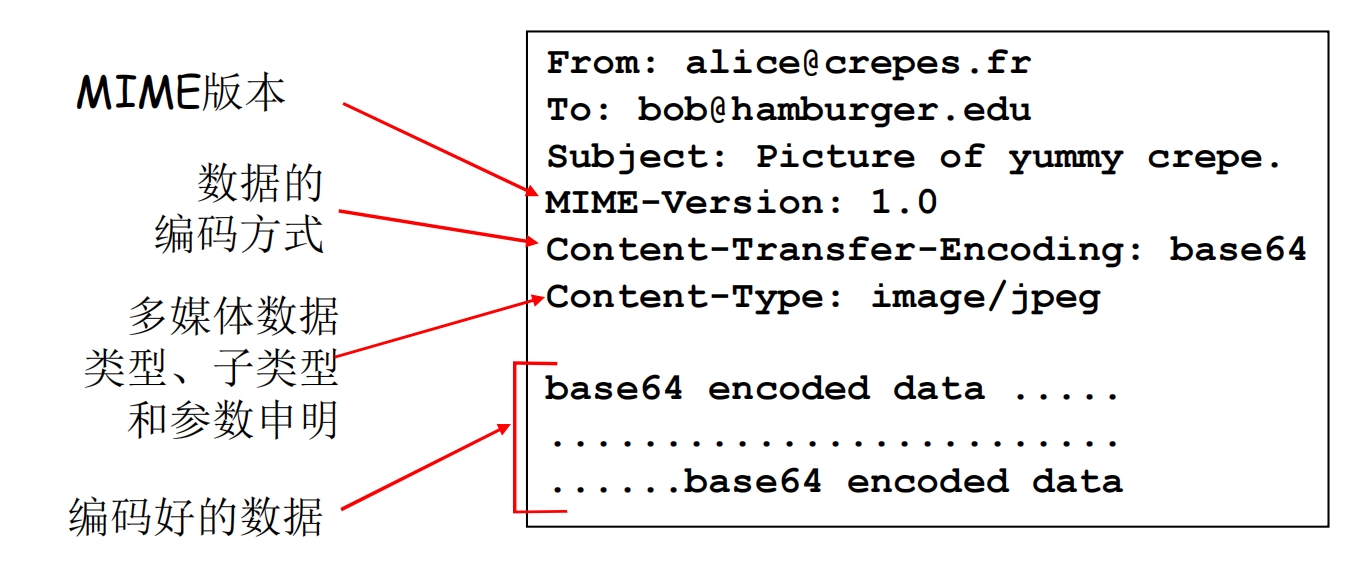 MIME版本
数据的
编码方式
多媒体数据
类型、子类型
和参数申明
编码好的数据
From: alice@crepes.fr
To: bob@hamburger.edu
Subject: Picture of yummy crepe.
MIME-Version: 1.0
Content-Transfer-Encoding: base64
Content-Type: image/jpeg
base64 encoded data .....
.........................
......base64 encoded data